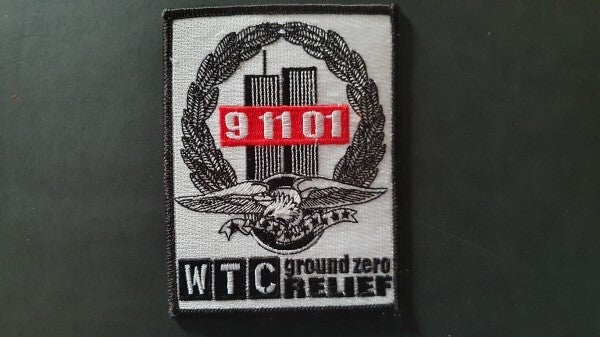 9 11 01
WTC ground zero
RELIEF